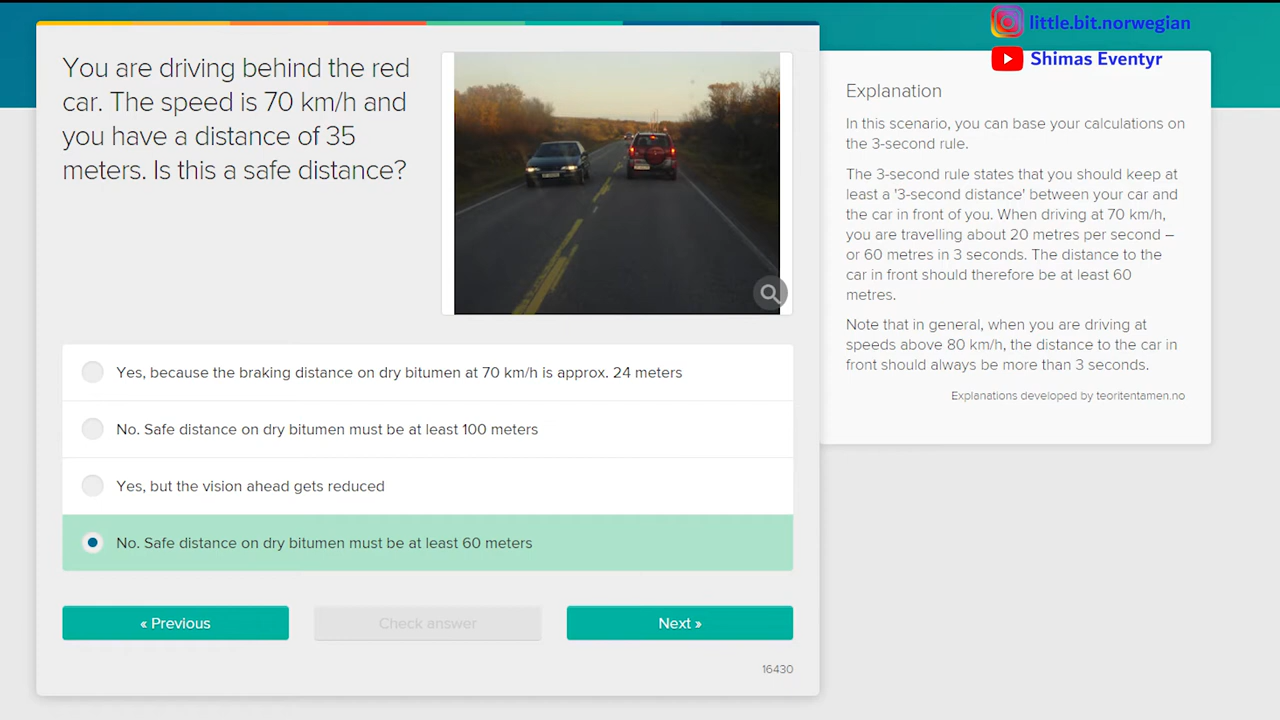 little.bit.norwegian
Shimas Eventyr
You are driving behind the red
car. The speed is 70 km/h and
you have a distance of 35
meters. Is this a safe distance?
Yes, because the braking distance on dry bitumen at 70 km/h is approx. 24 meters
No. Safe distance on dry bitumen must be at least 100 meters
Yes, but the vision ahead gets reduced
No. Safe distance on dry bitumen must be at least 60 meters
« Previous
Check answer
Next »
16430
Explanation
In this scenario, you can base your calculations on
the 3-second rule.
The 3-second rule states that you should keep at
least a '3-second distance' between your car and
the car in front of you. When driving at 70 km/h,
you are travelling about 20 metres per second –
or 60 metres in 3 seconds. The distance to the
car in front should therefore be at least 60
metres.
Note that in general, when you are driving at
speeds above 80 km/h, the distance to the car in
front should always be more than 3 seconds.
Explanations developed by teoritentamen.no